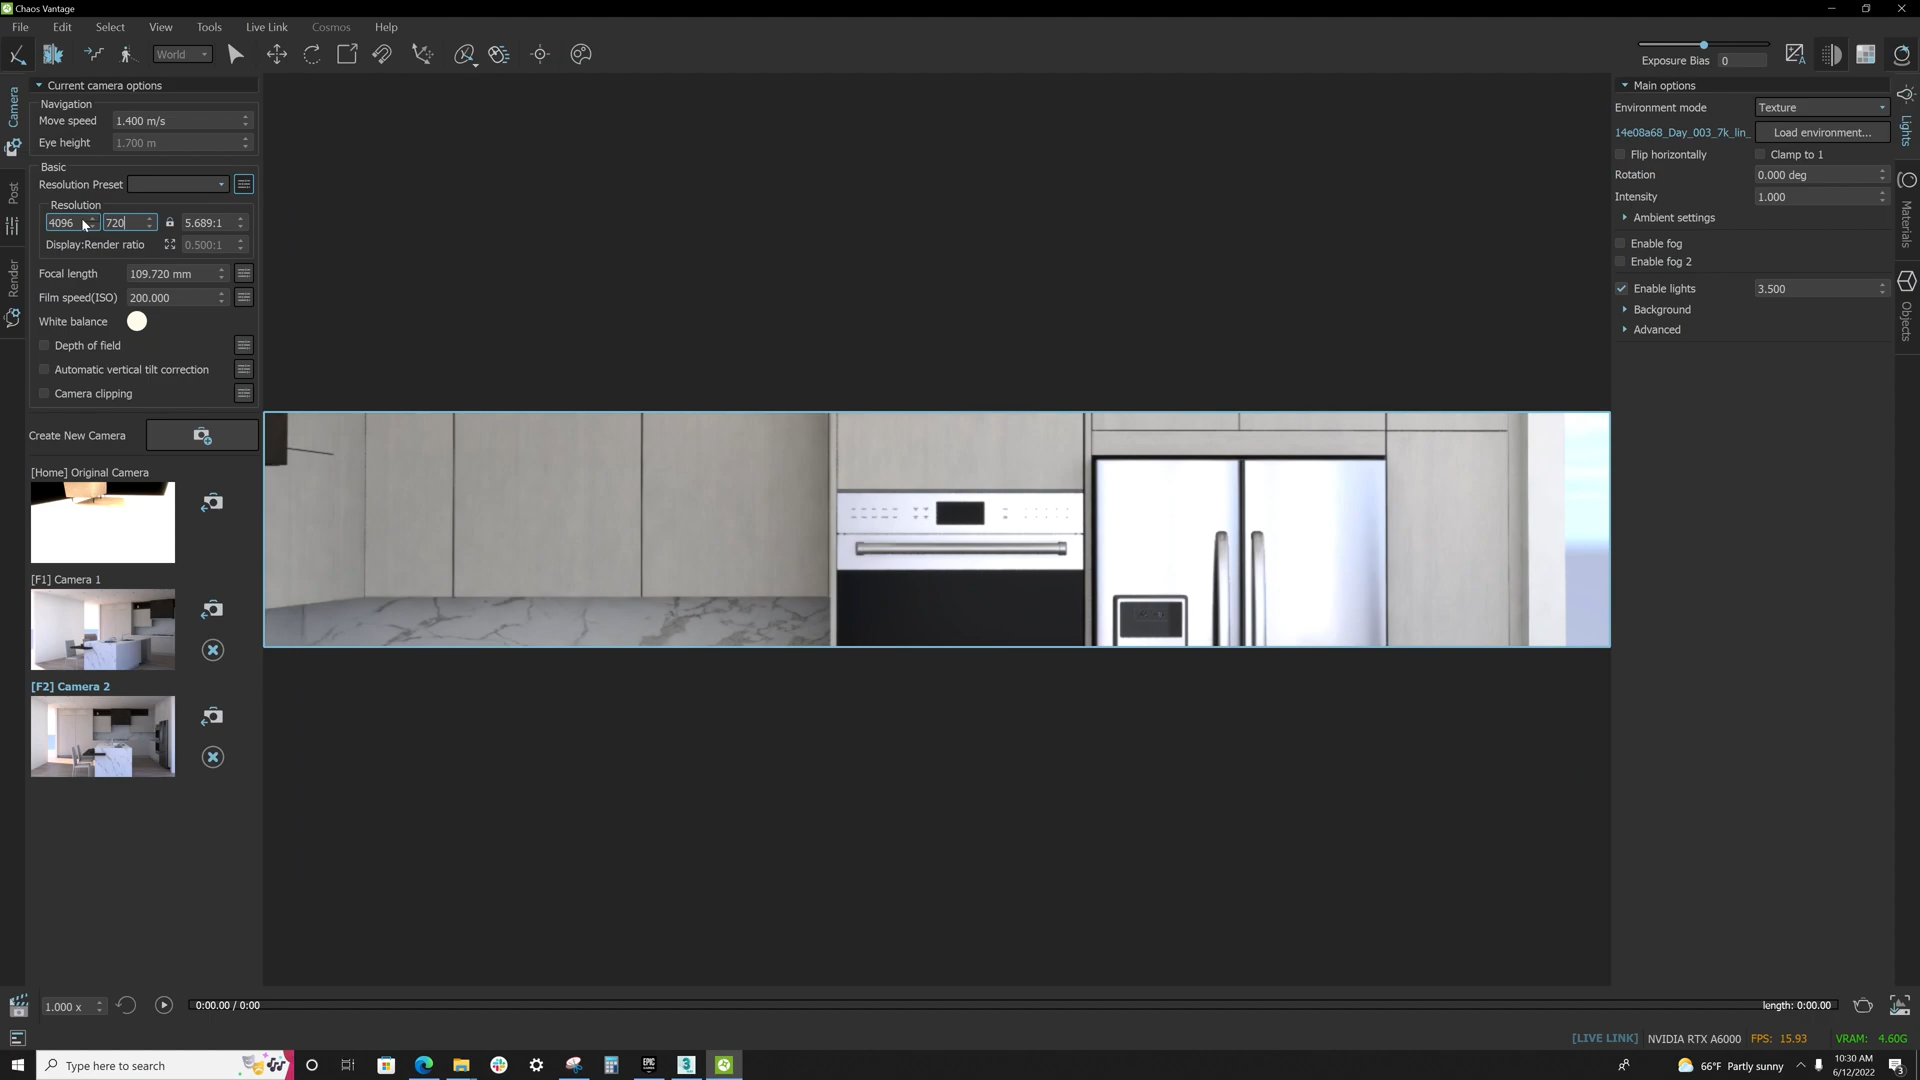 Chaos Vantage
File Edit Select View Tools Live Link Cosmos Help
World
Exposure Bias 0
Camera
Post
Render
Current camera options
Navigation
Move speed 1.400 m/s
Eye height 1.700 m
Basic
Resolution Preset
Resolution
4096 720 5.689:1
Display:Render ratio 0.500:1
Focal length 109.720 mm
Film speed(ISO) 200.000
White balance
Depth of field
Automatic vertical tilt correction
Camera clipping
Create New Camera
[Home] Original Camera
[F1] Camera 1
[F2] Camera 2
Main options
Environment mode Texture
14e08a68_Day_003_7k_lin_ Load environment...
Flip horizontally Clamp to 1
Rotation 0.000 deg
Intensity 1.000
Ambient settings
Enable fog
Enable fog 2
Enable lights 3.500
Background
Advanced
Lights
Materials
Objects
1.000 x 0:00.00 / 0:00 length: 0:00.00
[LIVE LINK] NVIDIA RTX A6000 FPS: 15.93 VRAM: 4.60G
Type here to search
EPIC GAMES
3
66°F Partly sunny
10:30 AM
6/12/2022
3